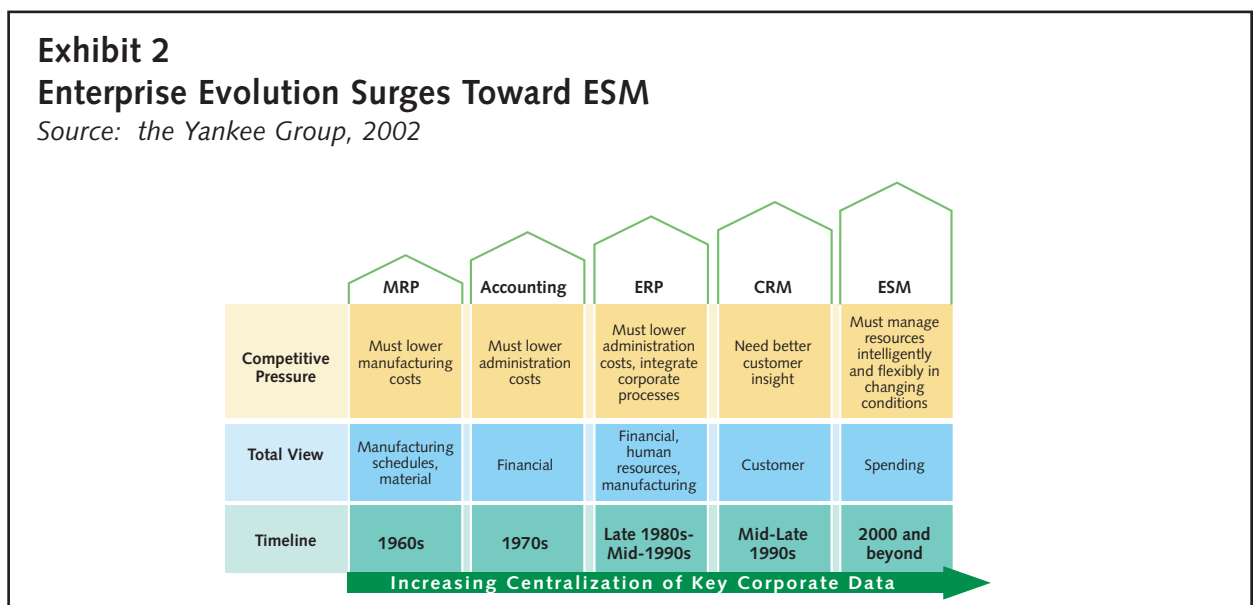 Exhibit 2
Enterprise Evolution Surges Toward ESM
Source: the Yankee Group, 2002
MRP
Accounting
ERP
CRM
ESM
Competitive
Pressure
Must lower
manufacturing
costs
Must lower
administration
costs
Must lower
administration
costs, integrate
corporate
processes
Need better
customer
insight
Must manage
resources
intelligently
and flexibly in
changing
conditions
Total View
Manufacturing
schedules,
material
Financial
Financial,
human
resources,
manufacturing
Customer
Spending
Timeline
1960s
1970s
Late 1980s-
Mid-1990s
Mid-Late
1990s
2000 and
beyond
Increasing Centralization of Key Corporate Data